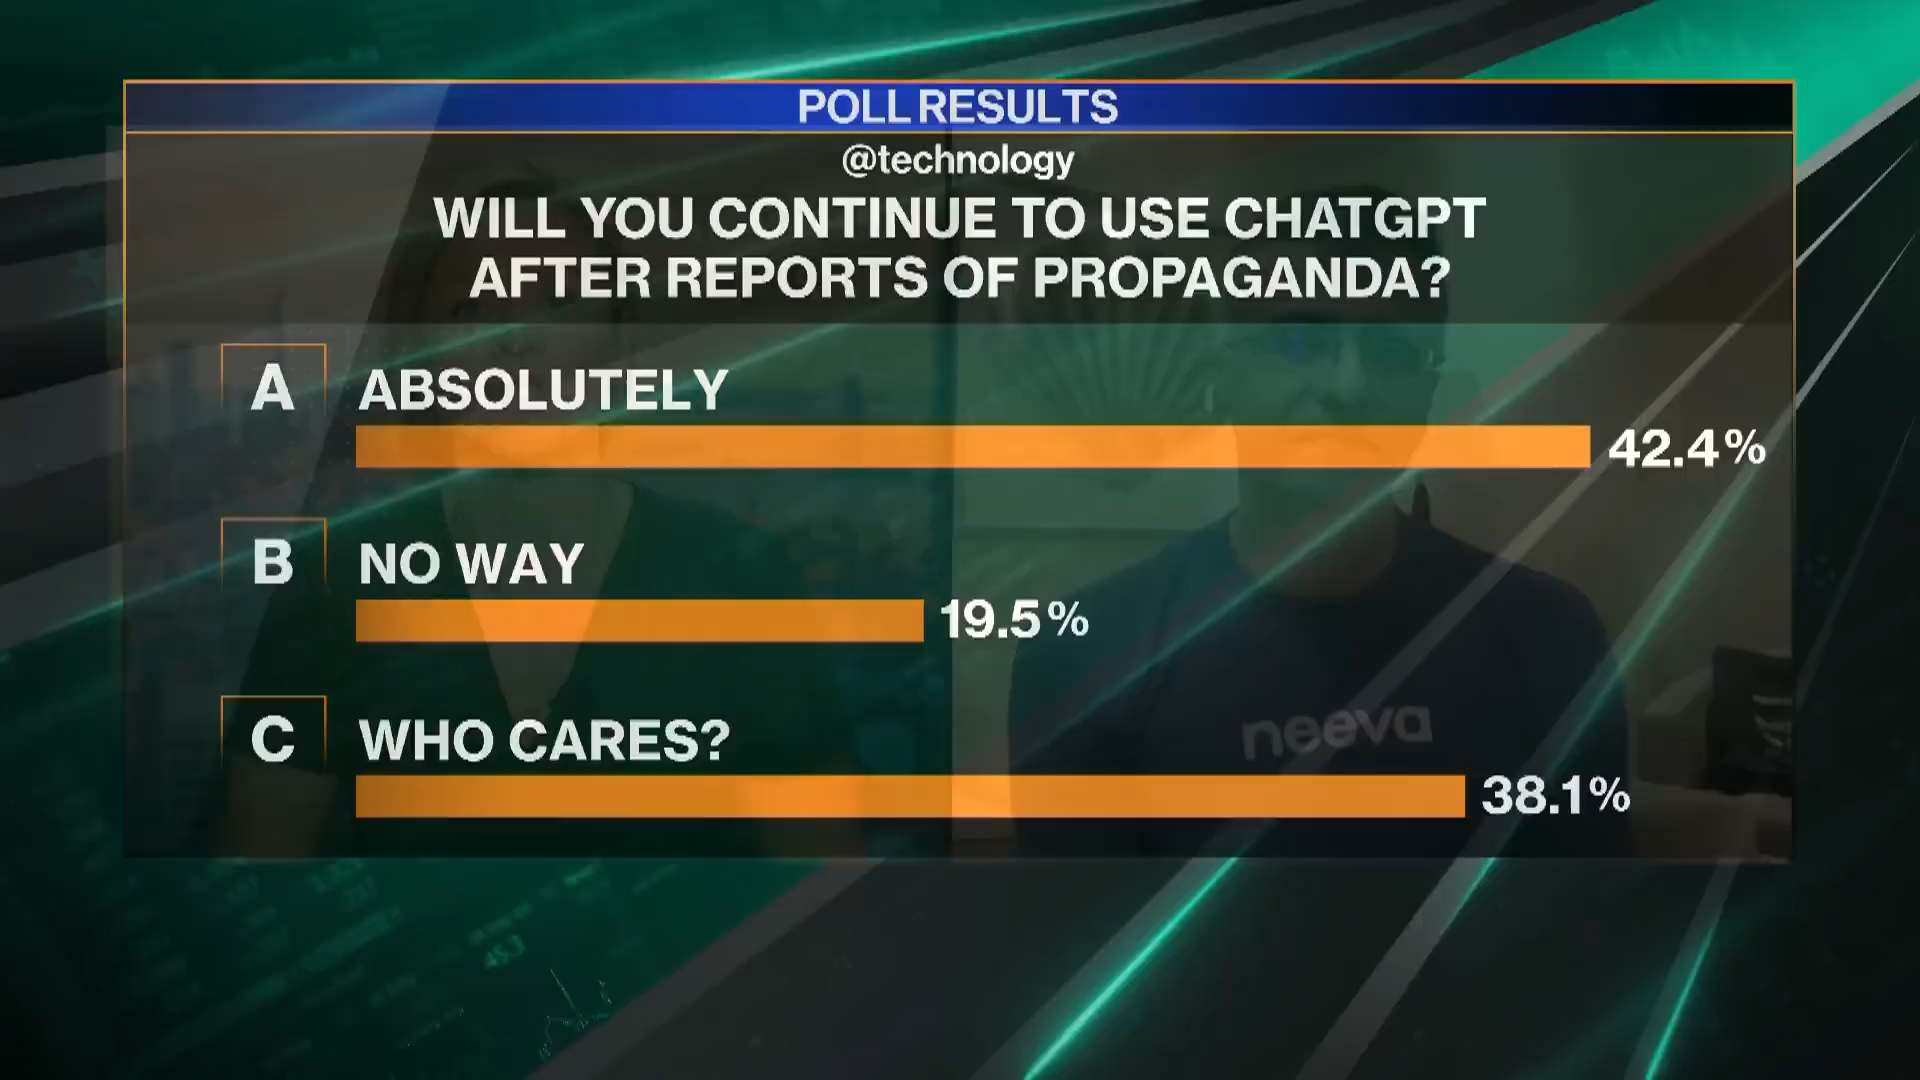 POLL RESULTS
@technology
WILL YOU CONTINUE TO USE CHATGPT
AFTER REPORTS OF PROPAGANDA?
A ABSOLUTELY
42.4%
B NO WAY
19.5%
C WHO CARES?
38.1%
neeva